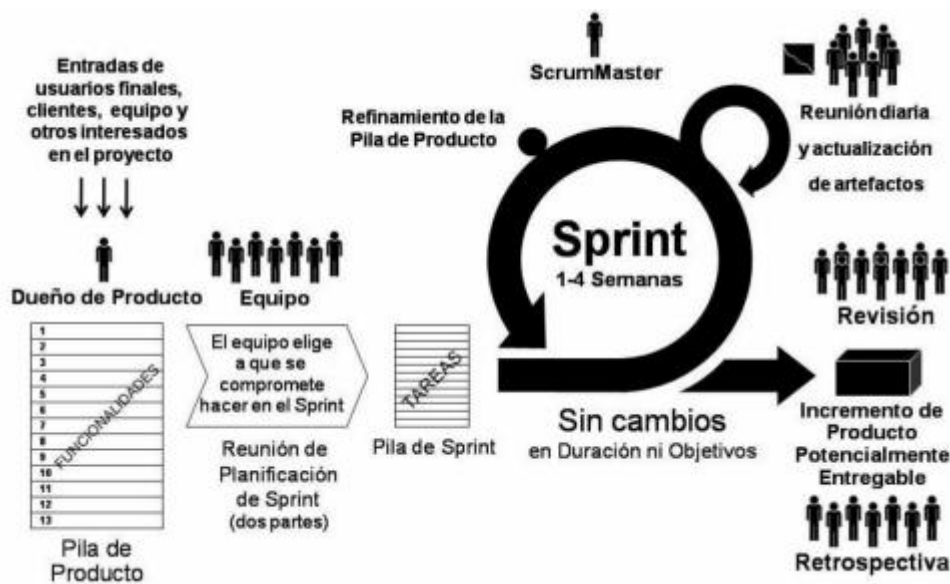 Entradas de
usuarios finales,
clientes, equipo y
otros interesados
en el proyecto
Dueño de Producto
1
2
3
4
5
6
7
8
9
10
11
12
13
FUNCIONALIDADES
Pila de
Producto
Equipo
El equipo elige
a que se
compromete
hacer en el Sprint
Reunión de
Planificación
de Sprint
(dos partes)
TAREAS
Pila de Sprint
ScrumMaster
Refinamiento de la
Pila de Producto
Sprint
1-4 Semanas
Sin cambios
en Duración ni Objetivos
Reunión diaria
y actualización
de artefactos
Revisión
Incremento de
Producto
Potencialmente
Entregable
Retrospectiva